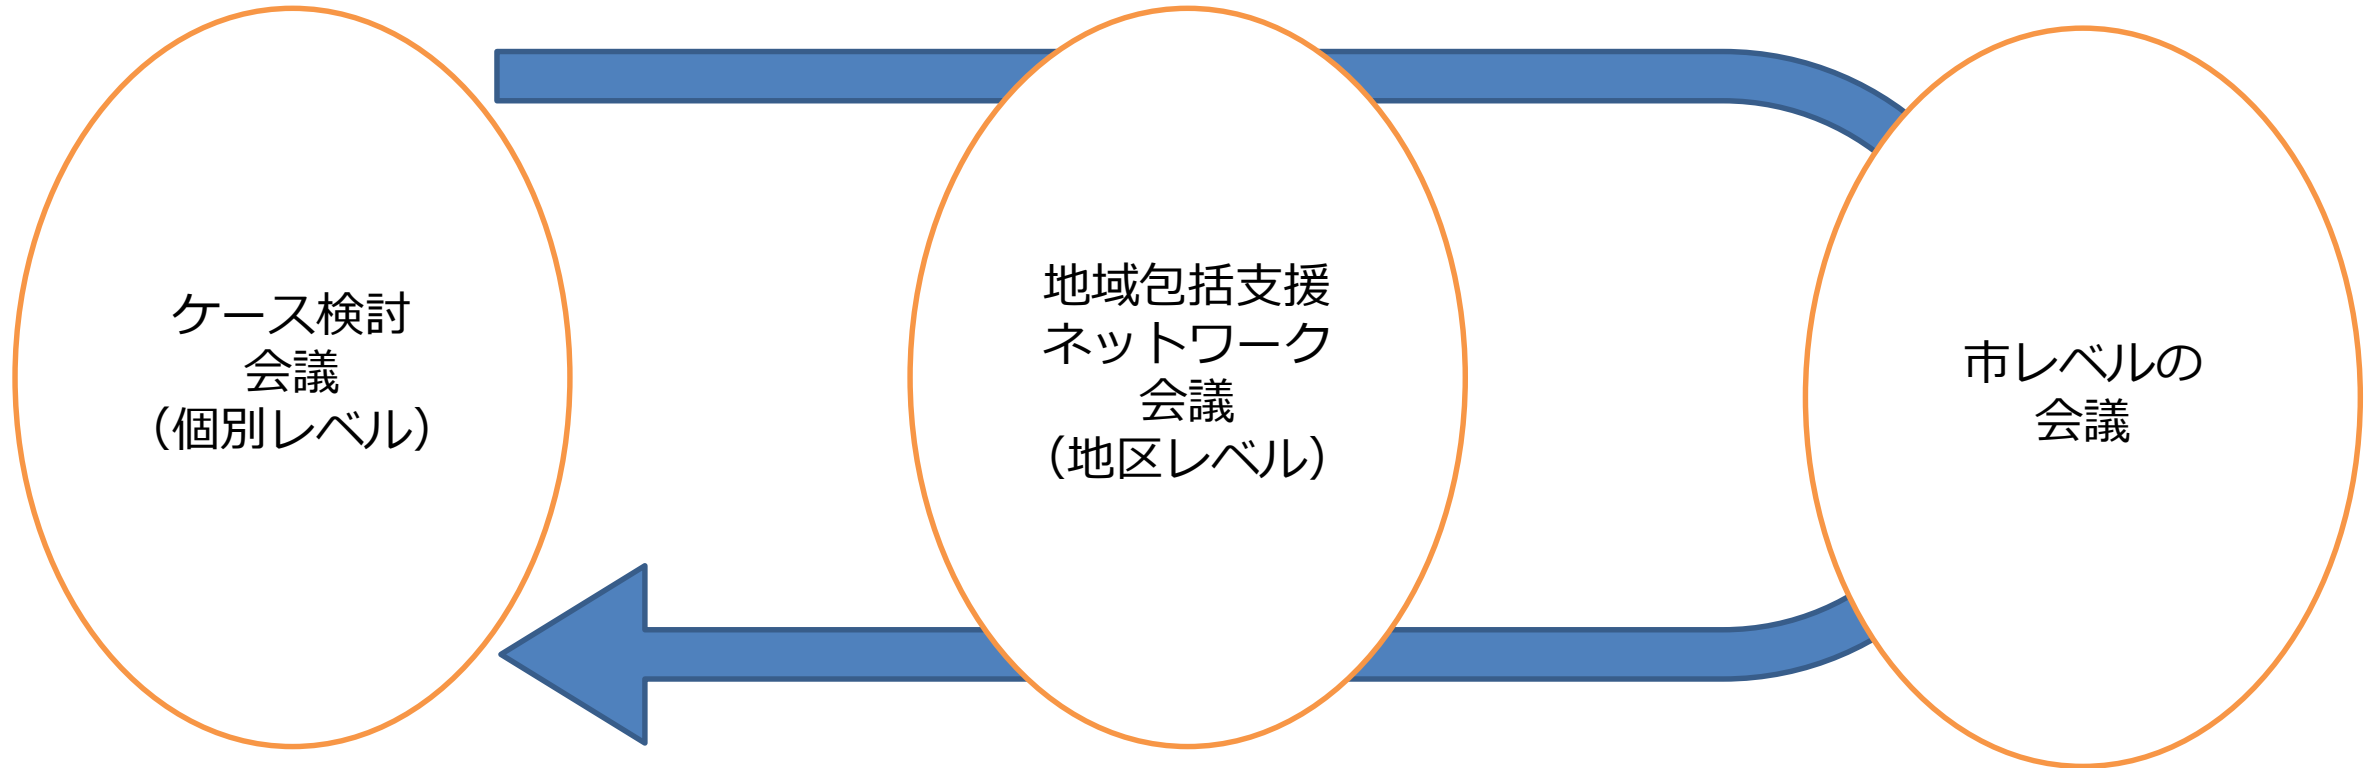 ケース検討
会議
（個別レベル）
地域包括支援
ネットワーク
会議
（地区レベル）
市レベルの
会議